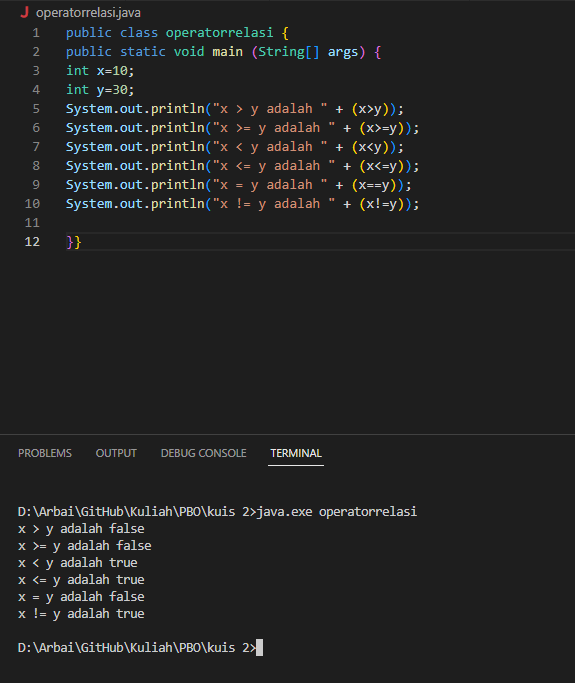 operatorrelasi.java
1 public class operatorrelasi {
2 public static void main (String[] args) {
3 int x=10;
4 int y=30;
5 System.out.println("x > y adalah " + (x>y));
6 System.out.println("x >= y adalah " + (x>=y));
7 System.out.println("x < y adalah " + (x<y));
8 System.out.println("x <= y adalah " + (x<=y));
9 System.out.println("x = y adalah " + (x==y));
10 System.out.println("x != y adalah " + (x!=y));
11
12 }}
PROBLEMS OUTPUT DEBUG CONSOLE TERMINAL
D:\Arbai\GitHub\Kuliah\PBO\kuis 2>java.exe operatorrelasi
x > y adalah false
x >= y adalah false
x < y adalah true
x <= y adalah true
x = y adalah false
x != y adalah true
D:\Arbai\GitHub\Kuliah\PBO\kuis 2>